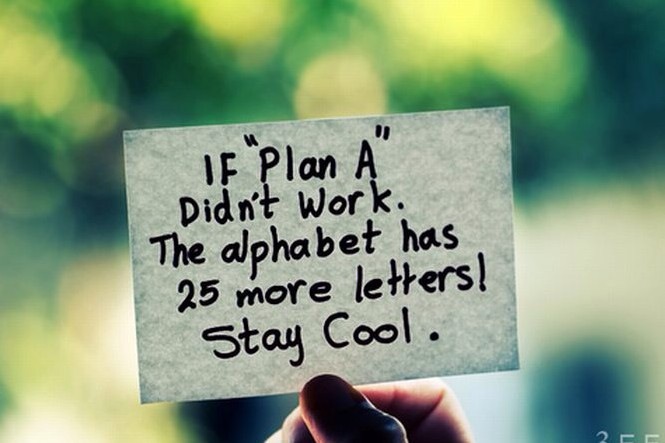 IF "Plan A"
Didn't Work.
The alphabet has
25 more letters!
Stay Cool.